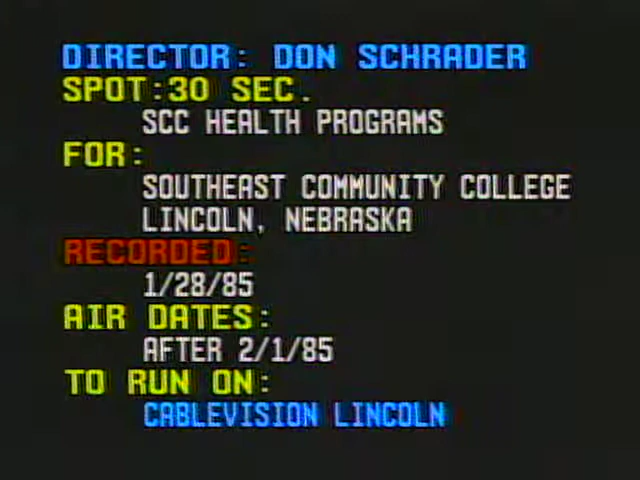 DIRECTOR: DON SCHRADER
SPOT:30 SEC.
SCC HEALTH PROGRAMS
FOR:
SOUTHEAST COMMUNITY COLLEGE
LINCOLN, NEBRASKA
RECORDED:
1/28/85
AIR DATES:
AFTER 2/1/85
TO RUN ON:
CABLEVISION LINCOLN